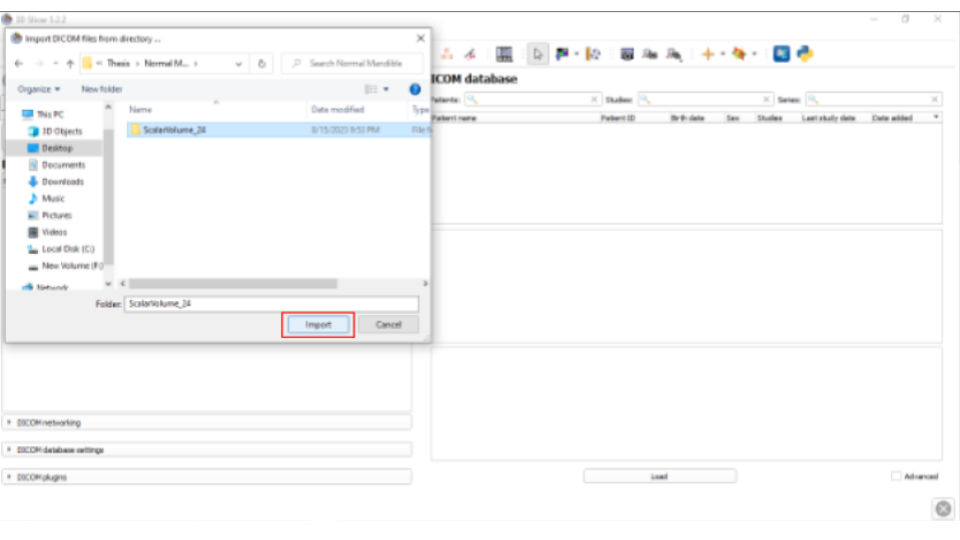 3D Slicer 5.2.2
Import DICOM files from directory ...
« Thesis › Normal M... ›
Search Normal Mandible
Organize
New folder
Name
Date modified
Type
This PC
3D Objects
Desktop
Documents
Downloads
Music
Pictures
Videos
Local Disk (C:)
New Volume (F:)
Network
ScalarVolume_24
8/15/2023 9:53 PM
File f
Folder:
ScalarVolume_24
Import
Cancel
ICOM database
Patients:
Studies:
Series:
Patient name
Patient ID
Birth date
Sex
Studies
Last study date
Date added
DICOM networking
DICOM database settings
DICOM plugins
Load
Advanced